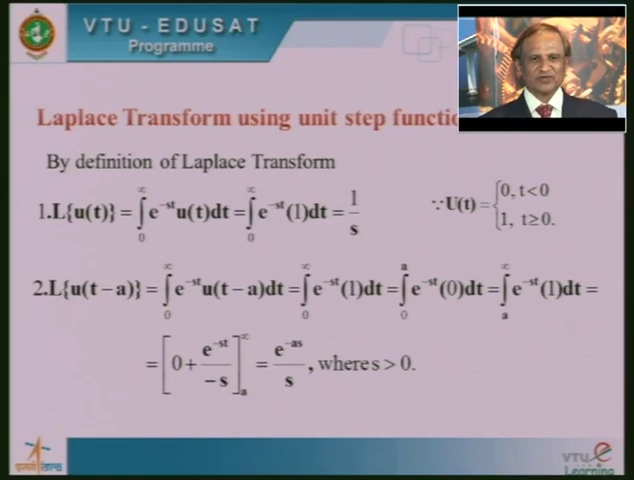 VTU - EDUSAT
Programme
Laplace Transform using unit step functio
By definition of Laplace Transform
1.L{u(t)} = ∫₀^∞ e^{-st} u(t)dt = ∫₀^∞ e^{-st} (1)dt = 1/s    ∵U(t) = { 0, t<0
1, t≥0.
2.L{u(t-a)} = ∫₀^∞ e^{-st} u(t-a)dt = ∫₀^∞ e^{-st} (1)dt = ∫₀^a e^{-st} (0)dt = ∫ₐ^∞ e^{-st} (1)dt =
= [0 + e^{-st}/-s]ₐ^∞ = e^{-as}/s , where s > 0.
VTU e
Learning